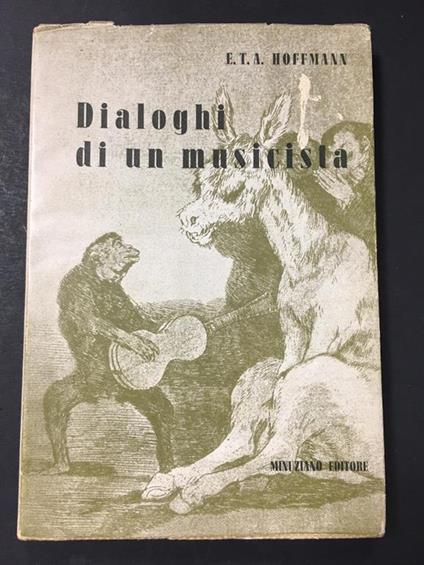 E.T.A. HOFFMANN
Dialoghi
di un musicista
MINUZIANO EDITORE